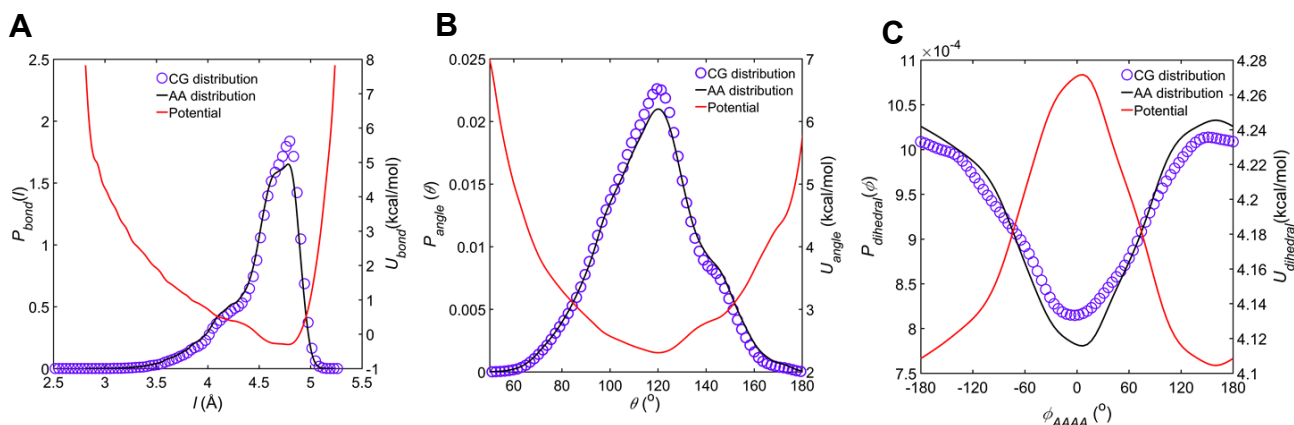 A
2.5
2
1.5
1
0.5
0
P_bond(l)
CG distribution
AA distribution
Potential
8
7
6
5
4
3
2
1
0
-1
U_bond(kcal/mol)
2.5 3 3.5 4 4.5 5 5.5
l (Å)
B
0.025
0.02
0.015
0.01
0.005
0
P_angle (θ)
CG distribution
AA distribution
Potential
7
6
5
4
3
2
U_angle(kcal/mol)
60 80 100 120 140 160 180
θ (o)
C
×10-4
11
10.5
10
9.5
9
8.5
8
7.5
P_dihedral(ϕ)
CG distribution
AA distribution
Potential
4.28
4.26
4.24
4.22
4.2
4.18
4.16
4.14
4.12
4.1
U_dihedral(kcal/mol)
-180 -120 -60 0 60 120 180
ϕ_AAAA (o)